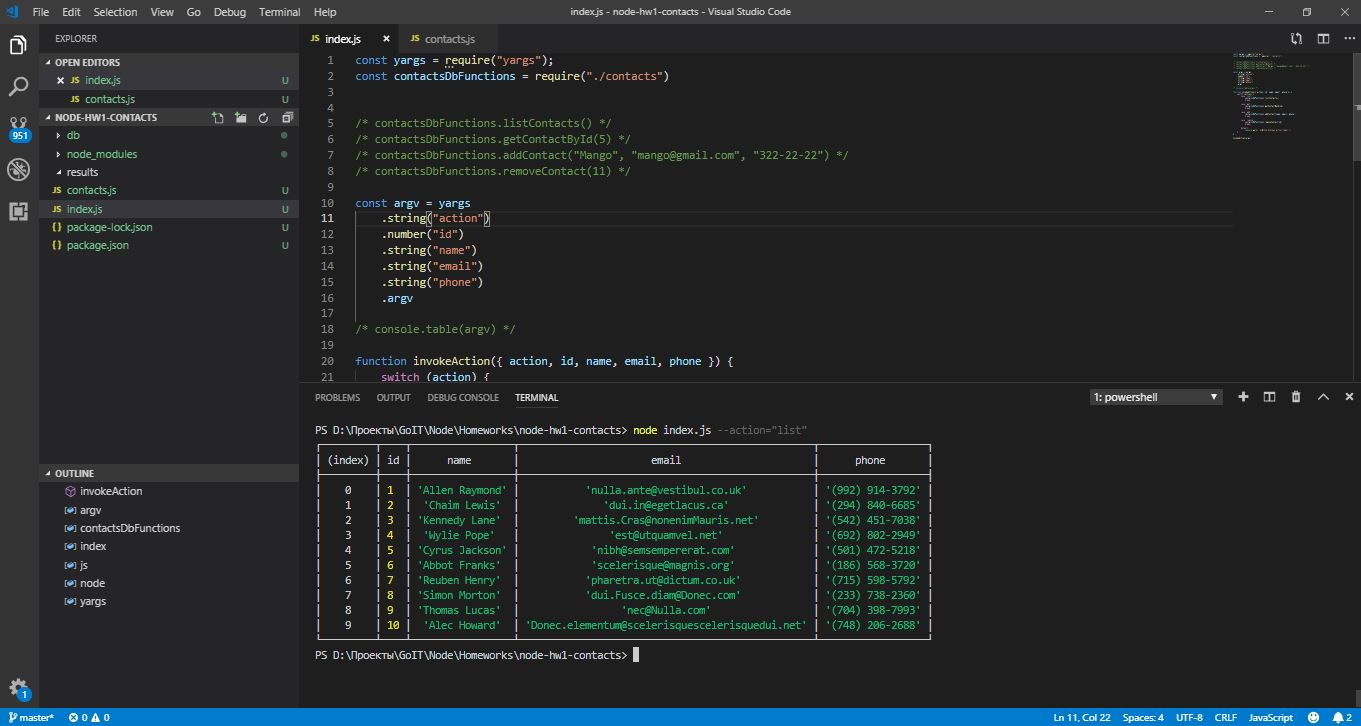 File Edit Selection View Go Debug Terminal Help
index.js - node-hw1-contacts - Visual Studio Code
EXPLORER
OPEN EDITORS
JS index.js U
JS contacts.js U
NODE-HW1-CONTACTS
951
db
node_modules
results
JS contacts.js U
JS index.js U
{} package-lock.json U
{} package.json U
OUTLINE
invokeAction
argv
contactsDbFunctions
index
js
node
yargs
1
JS index.js
JS contacts.js
1 const yargs = require("yargs");
2 const contactsDbFunctions = require("./contacts")
3
4
5 /* contactsDbFunctions.listContacts() */
6 /* contactsDbFunctions.getContactById(5) */
7 /* contactsDbFunctions.addContact("Mango", "mango@gmail.com", "322-22-22") */
8 /* contactsDbFunctions.removeContact(11) */
9
10 const argv = yargs
11 .string("action")
12 .number("id")
13 .string("name")
14 .string("email")
15 .string("phone")
16 .argv
17
18 /* console.table(argv) */
19
20 function invokeAction({ action, id, name, email, phone }) {
21 switch (action) {
PROBLEMS OUTPUT DEBUG CONSOLE TERMINAL
1: powershell
PS D:\Проекты\GoIT\Node\Homeworks\node-hw1-contacts> node index.js --action="list"
(index) id name email phone
0 1 'Allen Raymond' 'nulla.ante@vestibul.co.uk' '(992) 914-3792'
1 2 'Chaim Lewis' 'dui.in@egetlacus.ca' '(294) 840-6685'
2 3 'Kennedy Lane' 'mattis.Cras@nonenimMauris.net' '(542) 451-7038'
3 4 'Wylie Pope' 'est@utquamvel.net' '(692) 802-2949'
4 5 'Cyrus Jackson' 'nibh@semsempererat.com' '(501) 472-5218'
5 6 'Abbot Franks' 'scelerisque@magnis.org' '(186) 568-3720'
6 7 'Reuben Henry' 'pharetra.ut@dictum.co.uk' '(715) 598-5792'
7 8 'Simon Morton' 'dui.Fusce.diam@Donec.com' '(233) 738-2360'
8 9 'Thomas Lucas' 'nec@Nulla.com' '(704) 398-7993'
9 10 'Alec Howard' 'Donec.elementum@scelerisquescelerisquedui.net' '(748) 206-2688'
PS D:\Проекты\GoIT\Node\Homeworks\node-hw1-contacts>
master* 0 0
Ln 11, Col 22 Spaces: 4 UTF-8 CRLF JavaScript 2